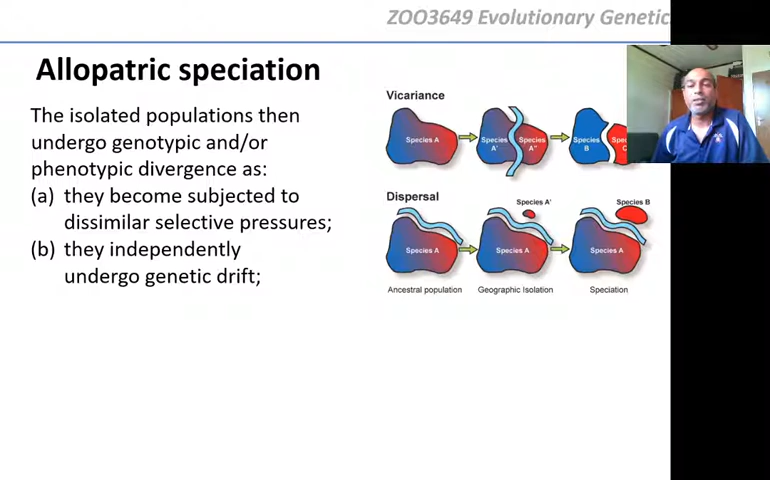 ZOO3649 Evolutionary Genetic
Allopatric speciation
The isolated populations then
undergo genotypic and/or
phenotypic divergence as:
(a) they become subjected to
dissimilar selective pressures;
(b) they independently
undergo genetic drift;
Vicariance
Species A
Species A'
Species A"
Species B
Species
Dispersal
Species A'
Species B
Species A
Species A
Species A
Ancestral population
Geographic Isolation
Speciation